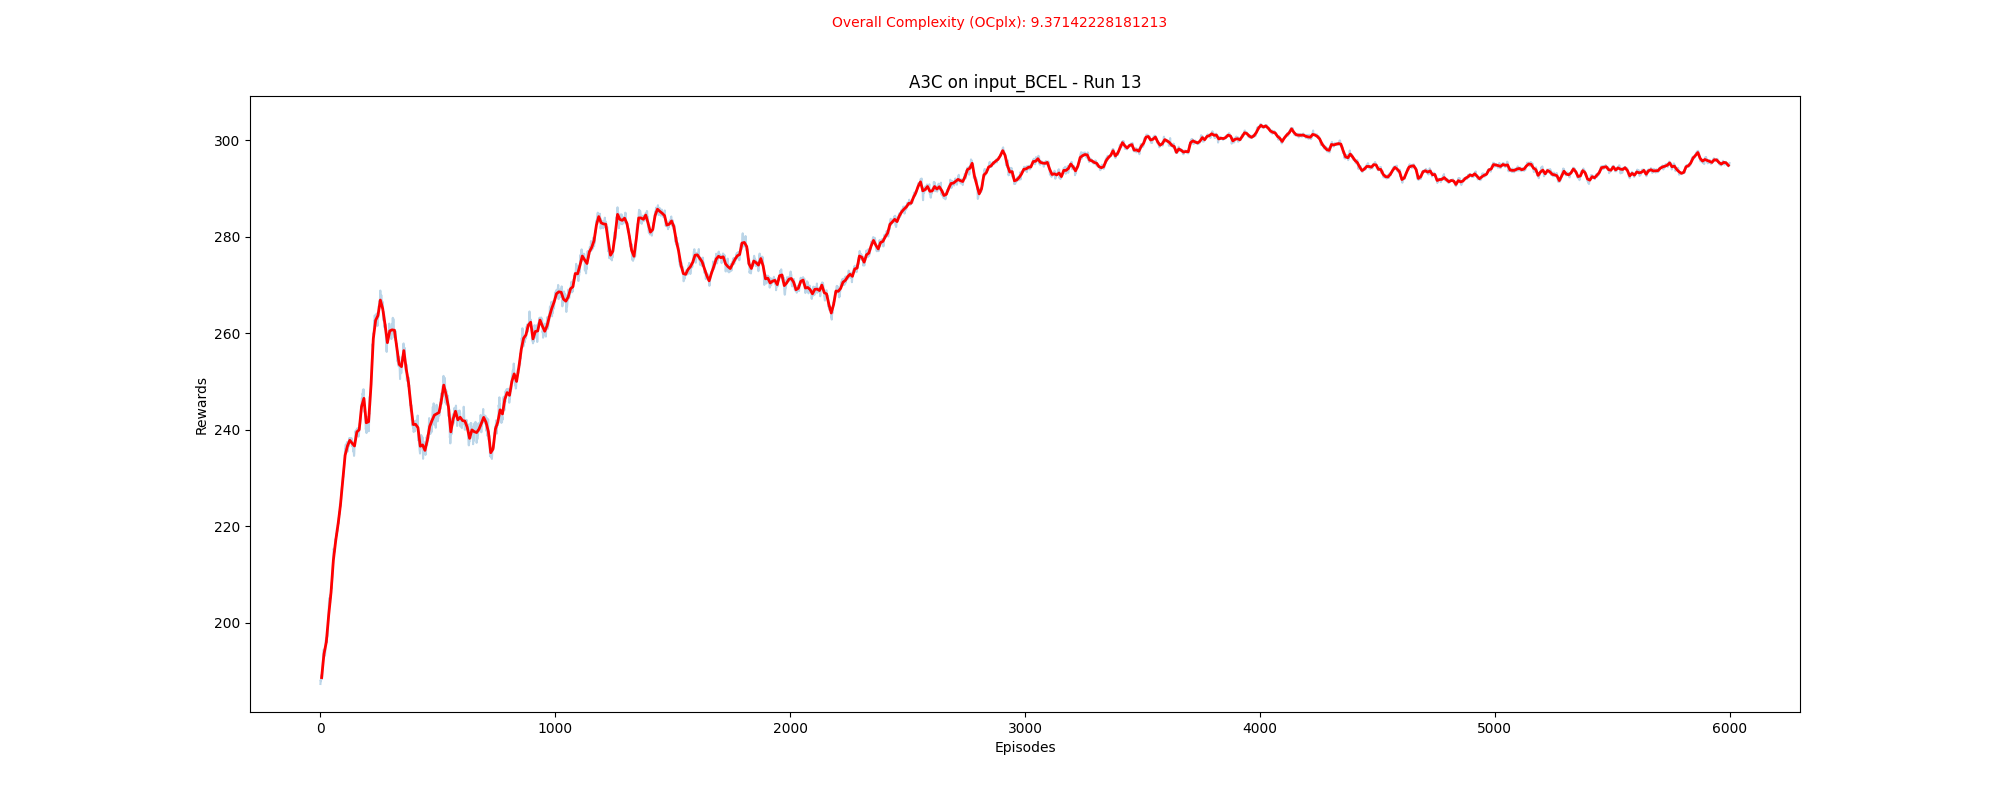 Overall Complexity (OCplx): 9.37142228181213
A3C on input_BCEL - Run 13
300
280
260
240
220
200
Rewards
0 1000 2000 3000 4000 5000 6000
Episodes